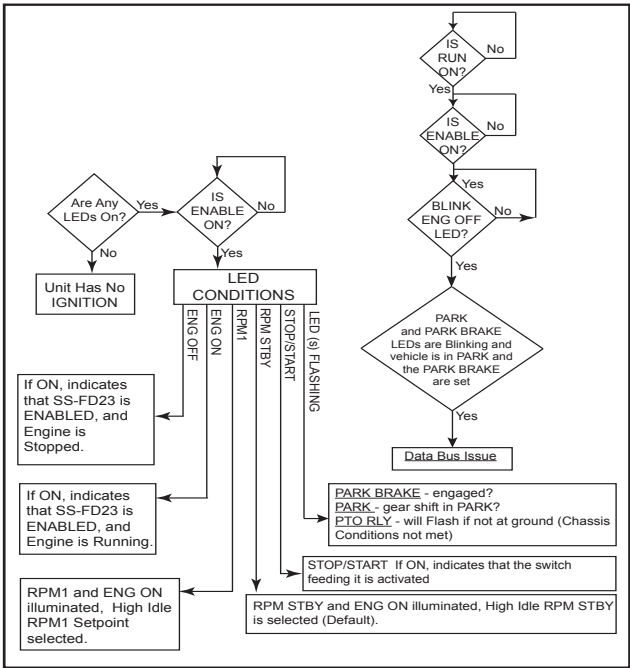 IS
RUN
ON?
No
Yes
IS
ENABLE
ON?
No
Yes
BLINK
ENG OFF
LED?
No
Yes
PARK
and PARK BRAKE
LEDs are Blinking and
vehicle is in PARK and
the PARK BRAKE
are set
Yes
Data Bus Issue
Are Any
LEDs On?
Yes
No
Unit Has No
IGNITION
IS
ENABLE
ON?
No
Yes
LED
CONDITIONS
ENG OFF
ENG ON
RPM1
RPM STBY
STOP/START
LED (s) FLASHING
If ON, indicates
that SS-FD23 is
ENABLED, and
Engine is
Stopped.
If ON, indicates
that SS-FD23 is
ENABLED, and
Engine is Running.
RPM1 and ENG ON
illuminated, High Idle
RPM1 Setpoint
selected.
PARK BRAKE - engaged?
PARK - gear shift in PARK?
PTO RLY - will Flash if not at ground (Chassis
Conditions not met)
STOP/START If ON, indicates that the switch
feeding it is activated
RPM STBY and ENG ON illuminated, High Idle RPM STBY
is selected (Default).